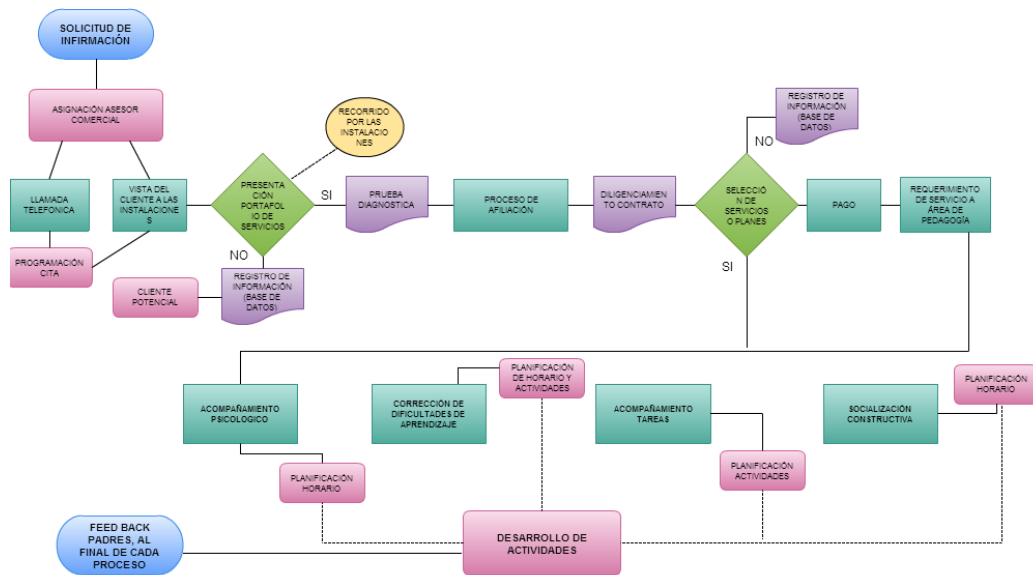 SOLICITUD DE
INFIRMACIÓN
ASIGNACIÓN ASESOR
COMERCIAL
LLAMADA
TELEFONICA
VISTA DEL
CLIENTE A LAS
INSTALACIONE
S
PROGRAMACIÓN
CITA
RECORRIDO
POR LAS
INSTALACIO
NES
PRESENTA
CIÓN
PORTAFOL
IO DE
SERVICIOS
SI
NO
REGISTRO DE
INFORMACIÓN
(BASE DE
DATOS)
CLIENTE
POTENCIAL
PRUEBA
DIAGNOSTICA
PROCESO DE
AFILIACIÓN
DILIGENCIAMIEN
TO CONTRATO
SELECCIÓ
N DE
SERVICIOS
O PLANES
NO
REGISTRO DE
INFORMACIÓN
(BASE DE
DATOS)
SI
PAGO
REQUERIMIENTO
DE SERVICIO A
ÁREA DE
PEDAGOGÍA
ACOMPAÑAMIENTO
PSICOLOGICO
PLANIFICACIÓN
HORARIO
CORRECCIÓN DE
DIFICULTADES DE
APRENDIZAJE
PLANIFICACIÓN
DE HORARIO Y
ACTIVIDADES
ACOMPAÑAMIENTO
TAREAS
PLANIFICACIÓN
ACTIVIDADES
SOCIALIZACIÓN
CONSTRUCTIVA
PLANIFICACIÓN
HORARIO
DESARROLLO DE
ACTIVIDADES
FEED BACK
PADRES, AL
FINAL DE CADA
PROCESO